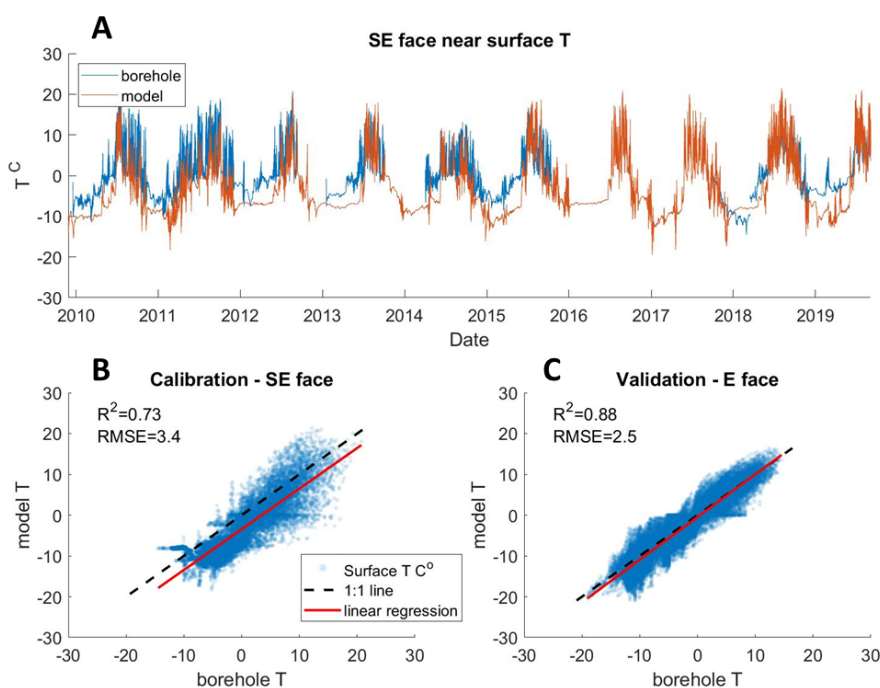 A
SE face near surface T
borehole
model
T C
30
20
10
0
-10
-20
-30
2010 2011 2012 2013 2014 2015 2016 2017 2018 2019
Date
B
Calibration - SE face
R²=0.73
RMSE=3.4
model T
30
20
10
0
-10
-20
-30
-30 -20 -10 0 10 20 30
borehole T
Surface T C°
1:1 line
linear regression
C
Validation - E face
R²=0.88
RMSE=2.5
model T
30
20
10
0
-10
-20
-30
-30 -20 -10 0 10 20 30
borehole T